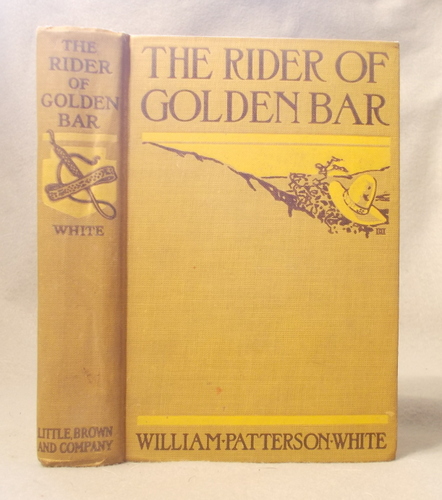 THE
RIDER
OF
GOLDEN
BAR
WHITE
LITTLE, BROWN
AND COMPANY
THE RIDER OF
GOLDEN BAR
WILLIAM·PATTERSON·WHITE